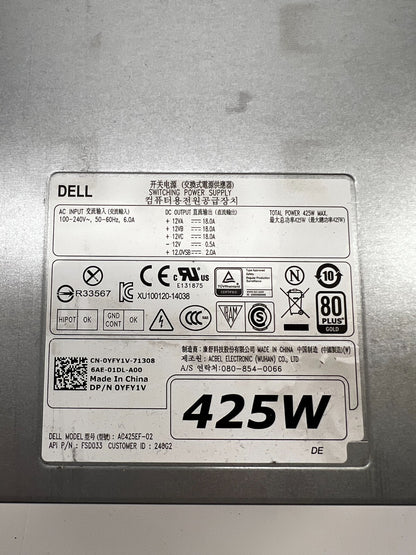 DELL
开关电源 (交換式電源供應器)
SWITCHING POWER SUPPLY
컴퓨터용전원공급장치
AC INPUT 交流输入 (交流輸入)
100-240V~, 50-60Hz, 6.0A
DC OUTPUT 直流输出 (直流輸出)
+ 12VA = 18.0A
+ 12VB = 18.0A
+ 12VC = 18.0A
- 12V = 0.5A
+ 12.0VSB = 2.0A
TOTAL POWER 425W MAX.
最大总功率425W (最大總功率425W)
R33567
XU100120-14038
c RU US
E131875
10
80
PLUS
GOLD
HIPOT OK
GND CONT OK
OK
制造商: 康舒科技股份有限公司 MADE IN CHINA 中国制造
ACBEL ELECTRONIC (WUHAN) CO., LTD.
A/S 연락처:080-854-0066
CN-0YFY1V-71308
6AE-01DL-A00
Made In China
DP/N 0YFY1V
425W
DELL MODEL 型号(型號): AC425EF-02
API P/N : FSD033 CUSTOMER ID : 240G2
DE